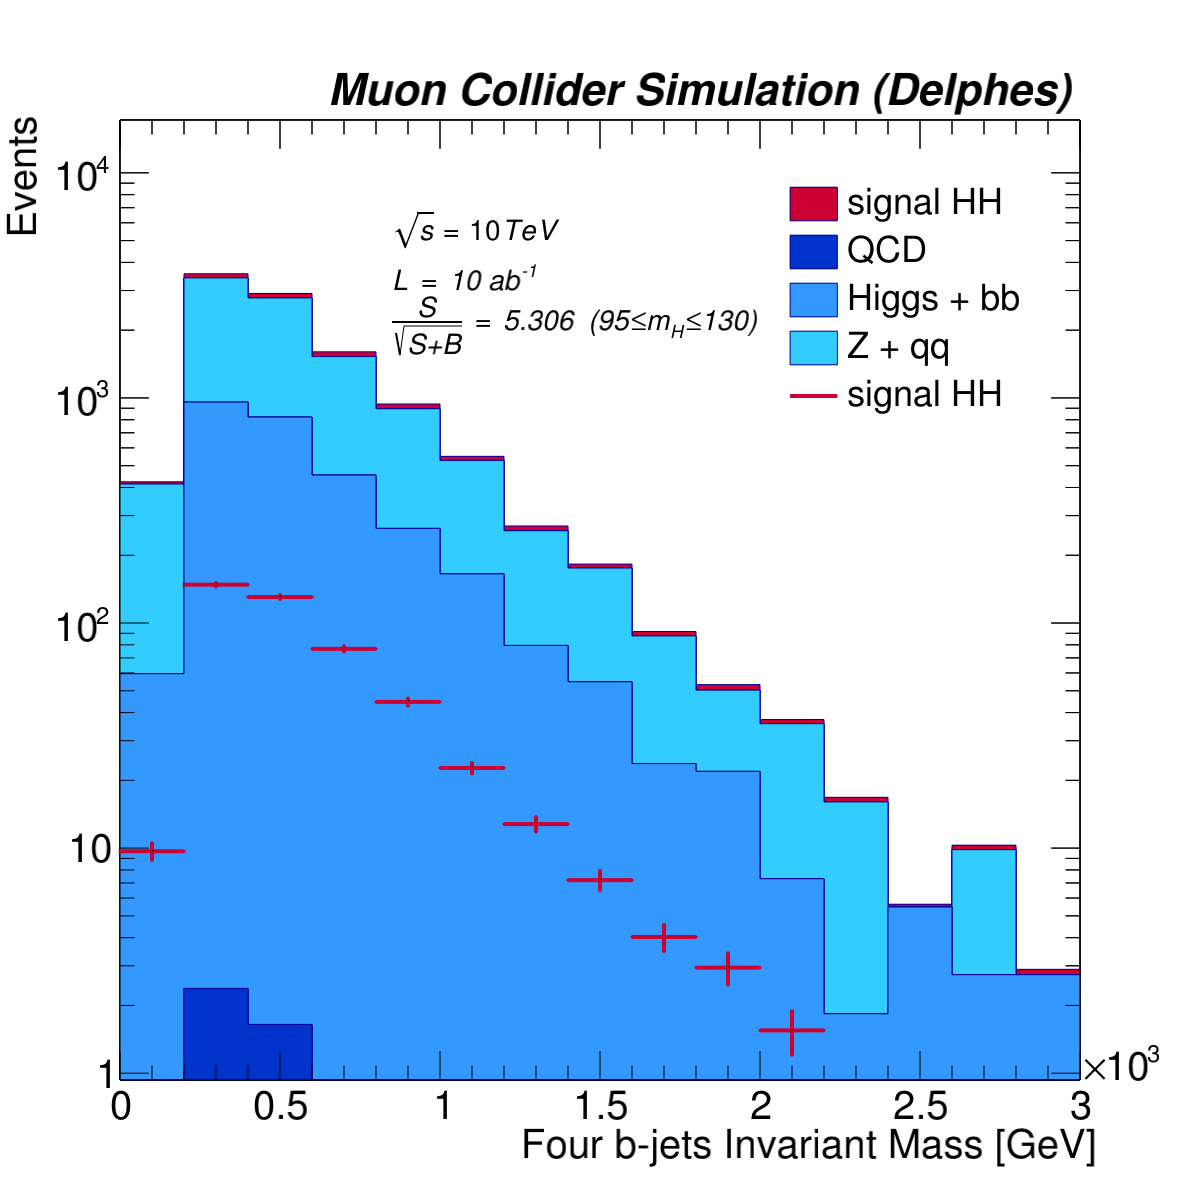 Muon Collider Simulation (Delphes)
Events
10⁴
10³
10²
10
1
√s = 10 TeV
L = 10 ab⁻¹
S/√(S+B) = 5.306 (95≤m_H≤130)
signal HH
QCD
Higgs + bb
Z + qq
signal HH
0 0.5 1 1.5 2 2.5 3
×10³
Four b-jets Invariant Mass [GeV]